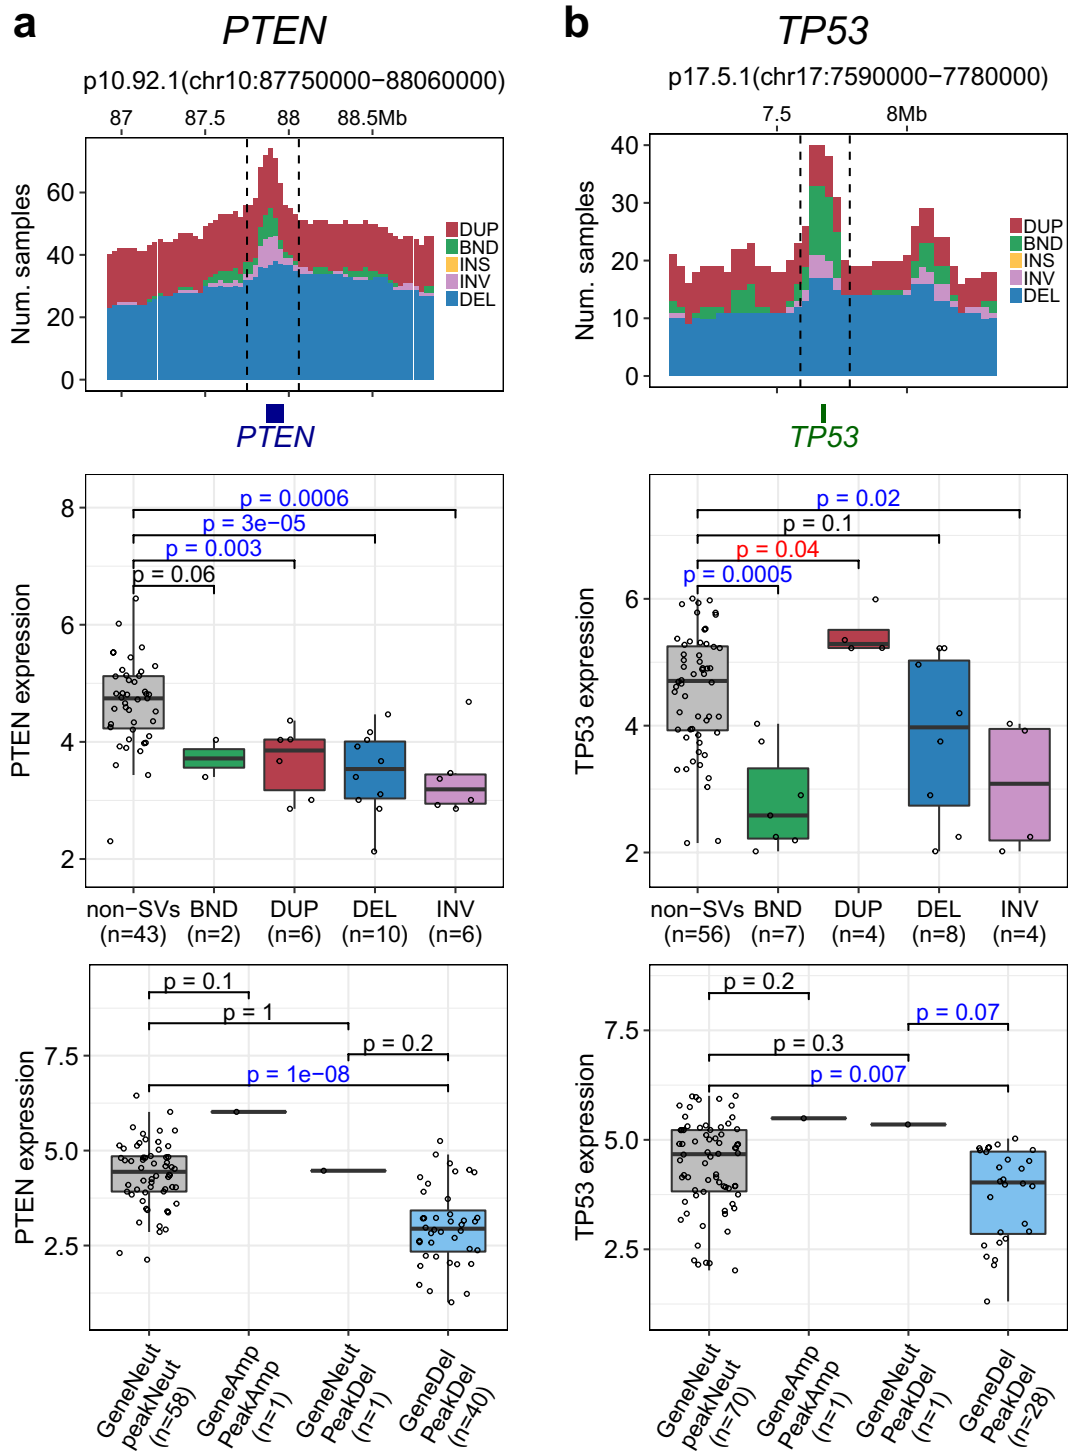 a
PTEN
p10.92.1(chr10:87750000−88060000)
87 87.5 88 88.5Mb
Num. samples
60
40
20
0
DUP
BND
INS
INV
DEL
PTEN
PTEN expression
8
6
4
2
p = 0.0006
p = 3e−05
p = 0.003
p = 0.06
non-SVs BND DUP DEL INV
(n=43) (n=2) (n=6) (n=10) (n=6)
PTEN expression
7.5
5.0
2.5
p = 0.1
p = 1
p = 0.2
p = 1e−08
GeneNeut
peakNeut
(n=58)
GeneAmp
PeakAmp
(n=1)
GeneNeut
PeakDel
(n=1)
GeneDel
PeakDel
(n=40)
b
TP53
p17.5.1(chr17:7590000−7780000)
7.5 8Mb
Num. samples
40
30
20
10
0
DUP
BND
INS
INV
DEL
TP53
TP53 expression
6
4
2
p = 0.02
p = 0.1
p = 0.04
p = 0.0005
non-SVs BND DUP DEL INV
(n=56) (n=7) (n=4) (n=8) (n=4)
TP53 expression
7.5
5.0
2.5
p = 0.2
p = 0.07
p = 0.3
p = 0.007
GeneNeut
peakNeut
(n=70)
GeneAmp
PeakAmp
(n=1)
GeneNeut
PeakDel
(n=1)
GeneDel
PeakDel
(n=28)